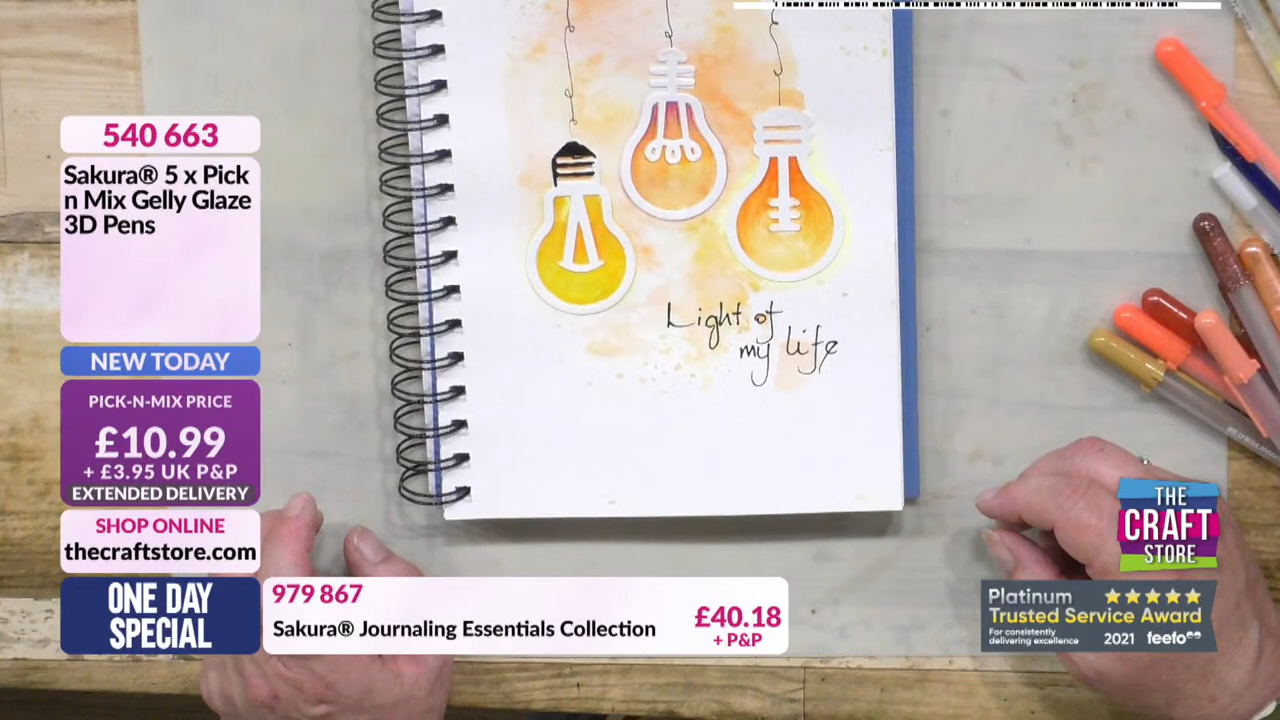 540 663
Sakura® 5 x Pick
n Mix Gelly Glaze
3D Pens
NEW TODAY
PICK-N-MIX PRICE
£10.99
+ £3.95 UK P&P
EXTENDED DELIVERY
SHOP ONLINE
thecraftstore.com
ONE DAY
SPECIAL
979 867
Sakura® Journaling Essentials Collection
£40.18
+ P&P
Light of
my life
THE
CRAFT
STORE
Platinum
Trusted Service Award
For consistently
delivering excellence
2021 feefo